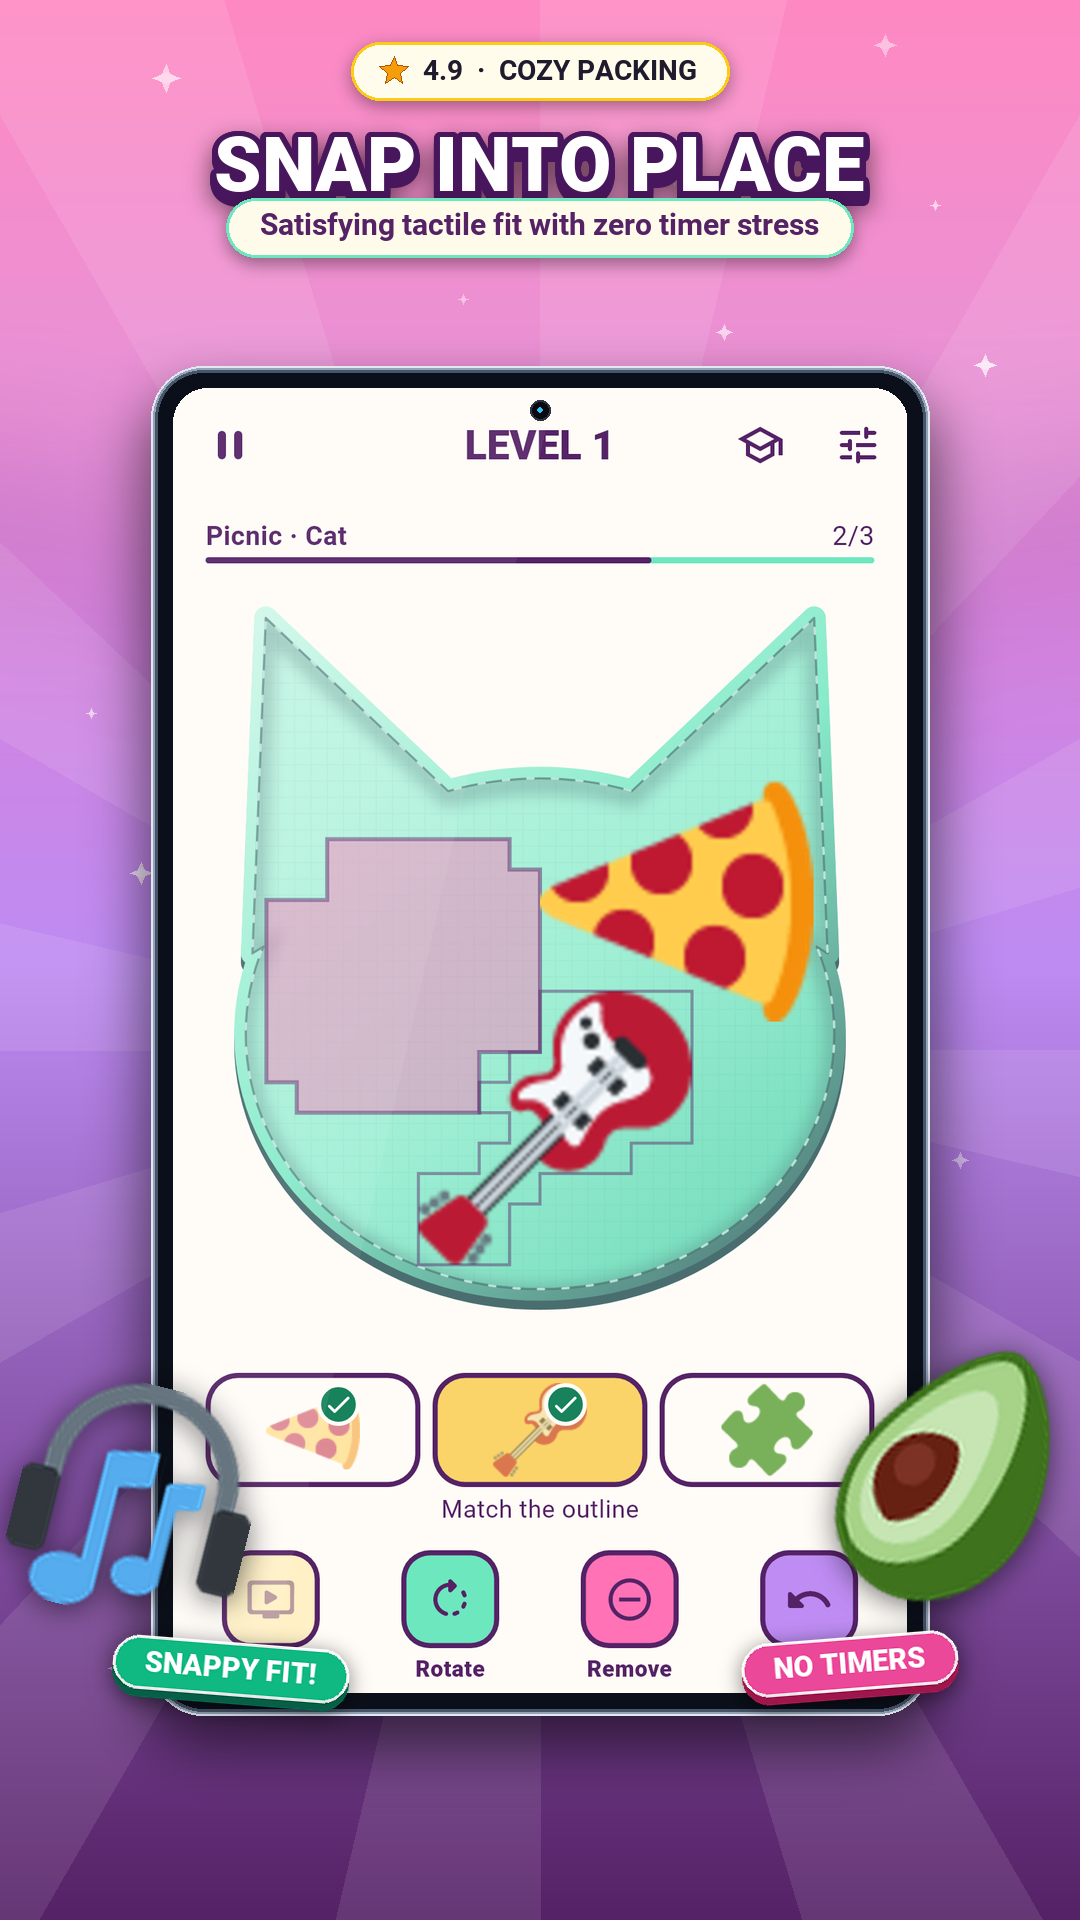 4.9 · COZY PACKING
SNAP INTO PLACE
Satisfying tactile fit with zero timer stress
LEVEL 1
Picnic · Cat
2/3
Match the outline
Rotate
Remove
SNAPPY FIT!
NO TIMERS